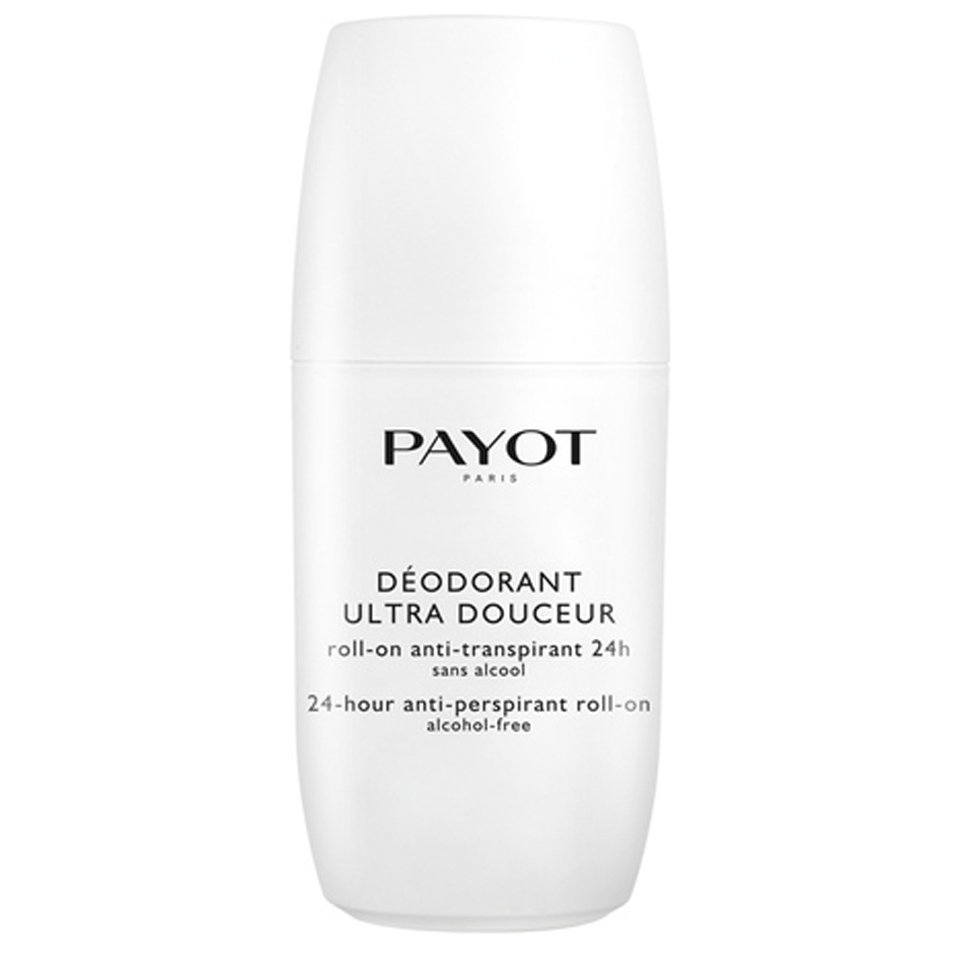 PAYOT
PARIS
DÉODORANT
ULTRA DOUCEUR
roll-on anti-transpirant 24h
sans alcool
24-hour anti-perspirant roll-on
alcohol-free